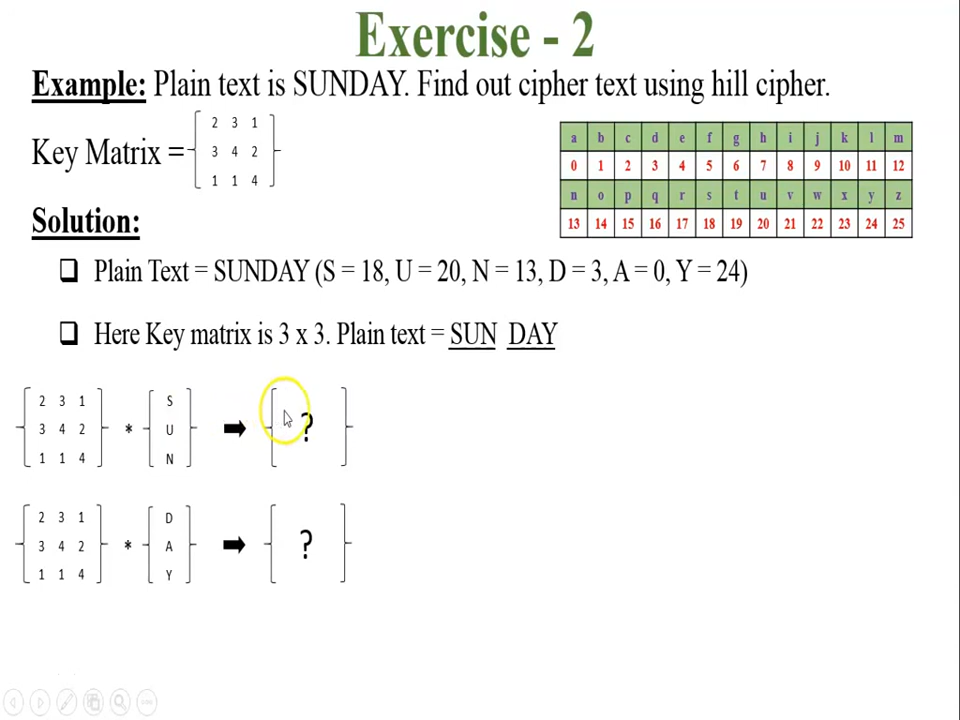 Exercise - 2
Example: Plain text is SUNDAY. Find out cipher text using hill cipher.
Key Matrix =
2 3 1
3 4 2
1 1 4
a b c d e f g h i j k l m
0 1 2 3 4 5 6 7 8 9 10 11 12
n o p q r s t u v w x y z
13 14 15 16 17 18 19 20 21 22 23 24 25
Solution:
Plain Text = SUNDAY (S = 18, U = 20, N = 13, D = 3, A = 0, Y = 24)
Here Key matrix is 3 x 3. Plain text = SUN DAY
2 3 1 S
3 4 2 * U ➡ ?
1 1 4 N
2 3 1 D
3 4 2 * A ➡ ?
1 1 4 Y